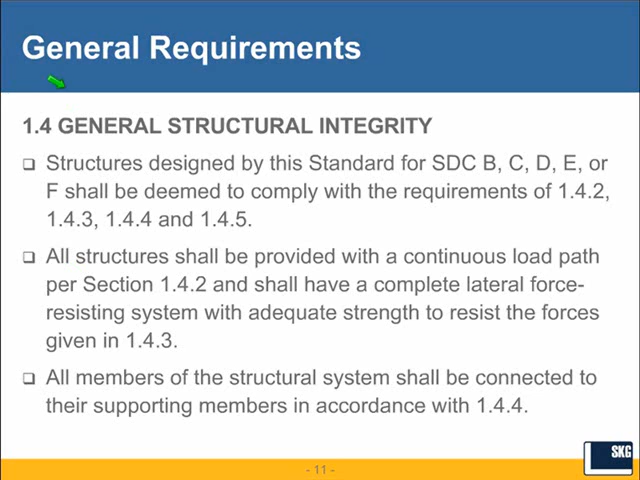 General Requirements
1.4 GENERAL STRUCTURAL INTEGRITY
❑ Structures designed by this Standard for SDC B, C, D, E, or
F shall be deemed to comply with the requirements of 1.4.2,
1.4.3, 1.4.4 and 1.4.5.
❑ All structures shall be provided with a continuous load path
per Section 1.4.2 and shall have a complete lateral force-
resisting system with adequate strength to resist the forces
given in 1.4.3.
❑ All members of the structural system shall be connected to
their supporting members in accordance with 1.4.4.
- 11 -
SKG